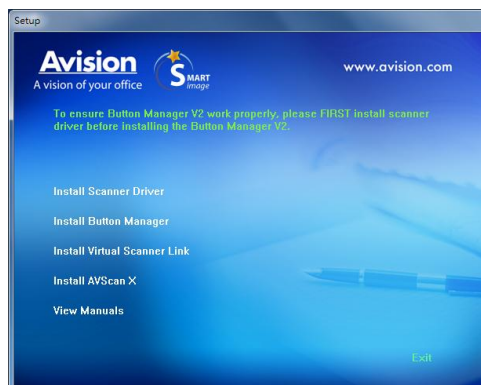 Setup
Avision
A vision of your office
SMART
Image
www.avision.com
To ensure Button Manager V2 work properly, please FIRST install scanner
driver before installing the Button Manager V2.
Install Scanner Driver
Install Button Manager
Install Virtual Scanner Link
Install AVScan X
View Manuals
Exit